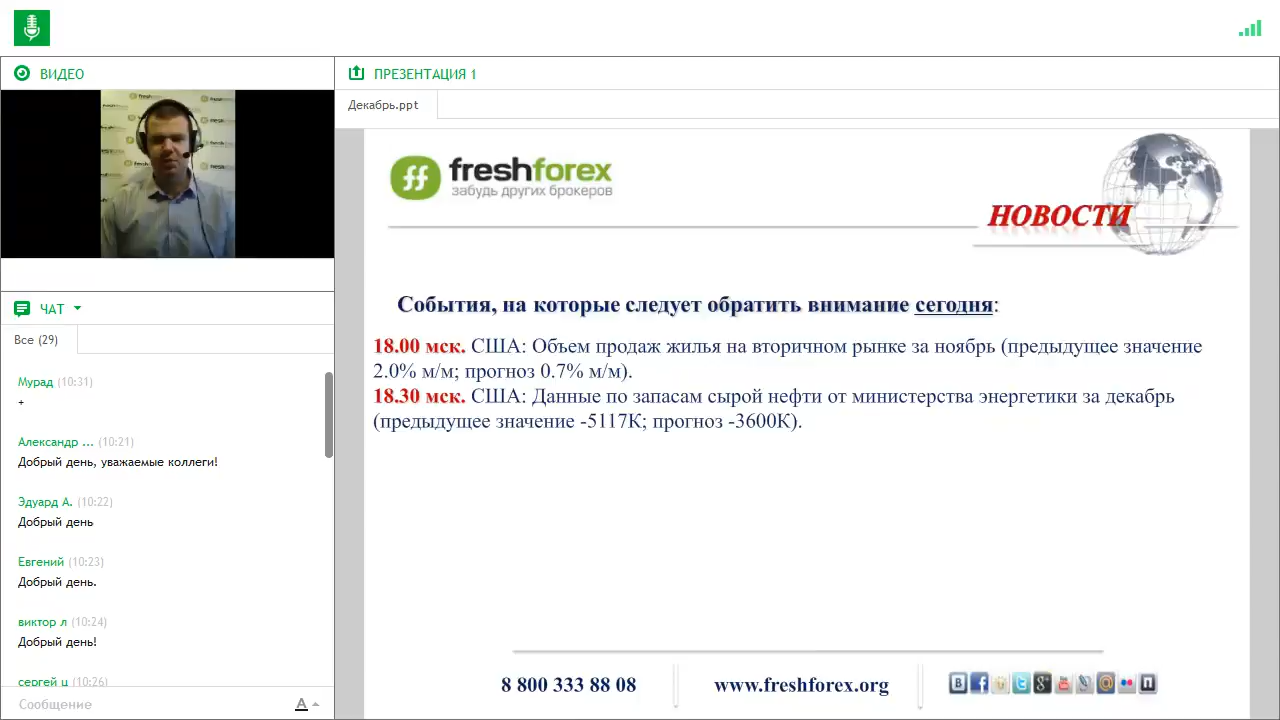 ВИДЕО
ПРЕЗЕНТАЦИЯ 1
Декабрь.ppt
freshforex
забудь других брокеров
НОВОСТИ
События, на которые следует обратить внимание сегодня:
18.00 мск. США: Объем продаж жилья на вторичном рынке за ноябрь (предыдущее значение
2.0% м/м; прогноз 0.7% м/м).
18.30 мск. США: Данные по запасам сырой нефти от министерства энергетики за декабрь
(предыдущее значение -5117К; прогноз -3600К).
8 800 333 88 08
www.freshforex.org
ЧАТ
Все (29)
Мурад (10:31)
+
Александр ... (10:21)
Добрый день, уважаемые коллеги!
Эдуард А. (10:22)
Добрый день
Евгений (10:23)
Добрый день.
виктор л (10:24)
Добрый день!
сергей ц (10:26)
Сообщение
A